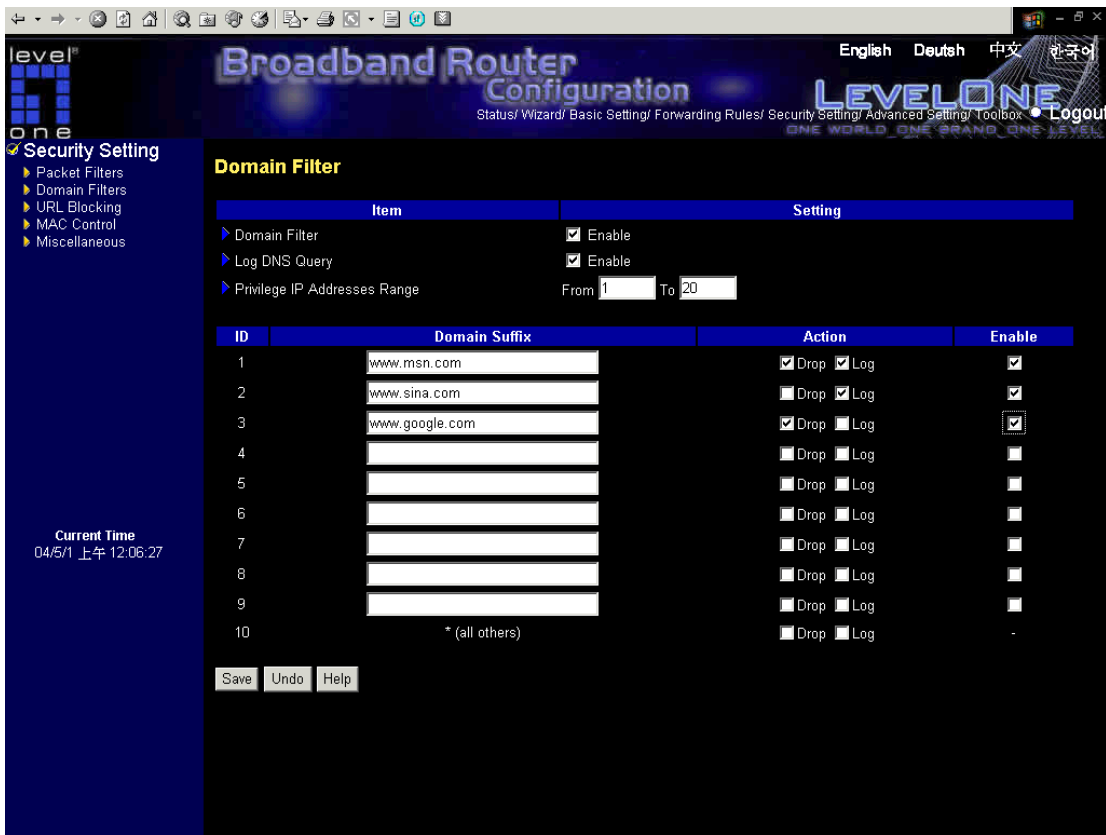 level®
one
Broadband Router
Configuration
English Deutsh 中文 한국어
LEVELONE
Status/ Wizard/ Basic Setting/ Forwarding Rules/ Security Setting/ Advanced Setting/ Toolbox Logout
ONE WORLD_ONE BRAND_ONE LEVEL
Security Setting
Packet Filters
Domain Filters
URL Blocking
MAC Control
Miscellaneous
Current Time
04/5/1 上午 12:06:27
Domain Filter
Item Setting
Domain Filter Enable
Log DNS Query Enable
Privilege IP Addresses Range From 1 To 20
ID Domain Suffix Action Enable
1 www.msn.com Drop Log
2 www.sina.com Drop Log
3 www.google.com Drop Log
4 Drop Log
5 Drop Log
6 Drop Log
7 Drop Log
8 Drop Log
9 Drop Log
10 * (all others) Drop Log -
Save Undo Help